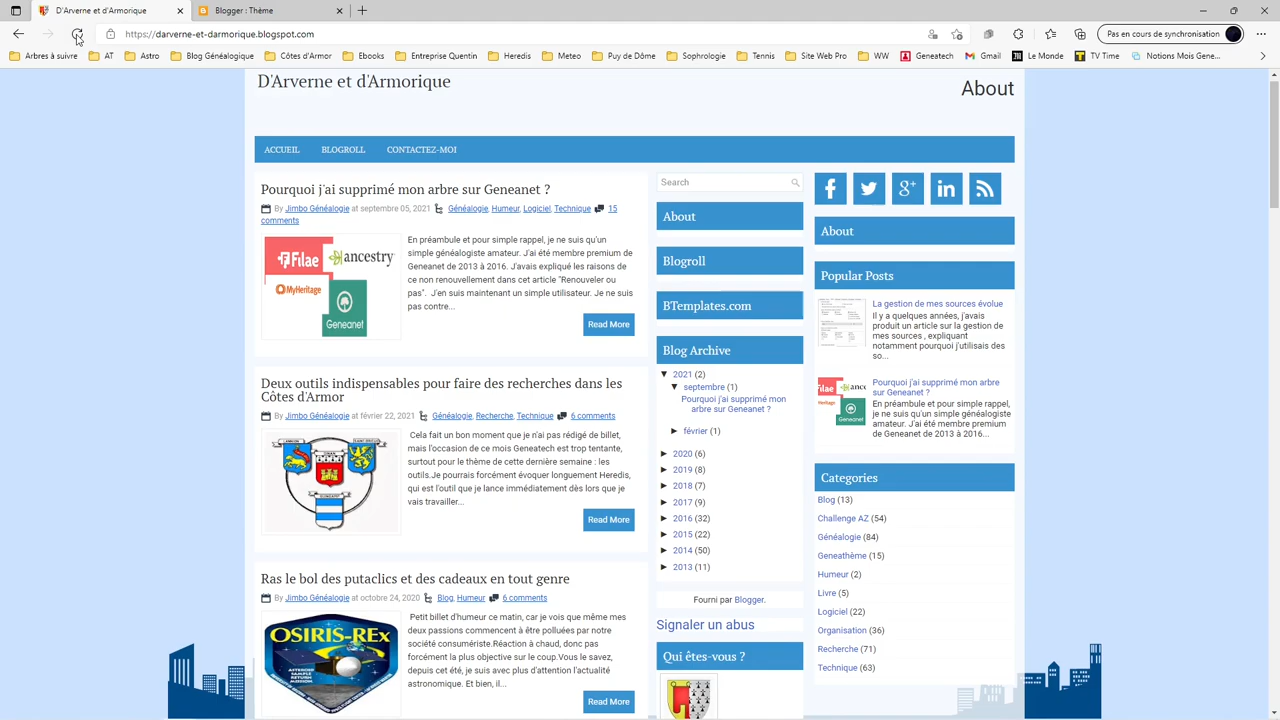 D'Arverne et d'Armorique
Blogger : Thème
https://darverne-et-darmorique.blogspot.com
Pas en cours de synchronisation
Arbres à suivre
AT
Astro
Blog Généalogique
Côtes d'Armor
Ebooks
Entreprise Quentin
Heredis
Meteo
Puy de Dôme
Sophrologie
Tennis
Site Web Pro
WW
Geneatech
Gmail
Le Monde
TV Time
Notions Mois Gene...
D'Arverne et d'Armorique
About
ACCUEIL
BLOGROLL
CONTACTEZ-MOI
Pourquoi j'ai supprimé mon arbre sur Geneanet ?
By Jimbo Généalogie at septembre 05, 2021 Généalogie, Humeur, Logiciel, Technique 15
comments
Filae
ancestry
MyHeritage
Geneanet
En préambule et pour simple rappel, je ne suis qu'un
simple généalogiste amateur. J'ai été membre premium de
Geneanet de 2013 à 2016. J'avais expliqué les raisons de
ce non renouvellement dans cet article "Renouveler ou
pas". J'en suis maintenant un simple utilisateur. Je ne suis
pas contre...
Read More
Deux outils indispensables pour faire des recherches dans les
Côtes d'Armor
By Jimbo Généalogie at février 22, 2021 Généalogie, Recherche, Technique 6 comments
Cela fait un bon moment que je n'ai pas rédigé de billet,
mais l'occasion de ce mois Geneatech est trop tentante,
surtout pour le thème de cette dernière semaine : les
outils.Je pourrais forcément évoquer longuement Heredis,
qui est l'outil que je lance immédiatement dès lors que je
vais travailler...
Read More
Ras le bol des putaclics et des cadeaux en tout genre
By Jimbo Généalogie at octobre 24, 2020 Blog, Humeur 6 comments
OSIRIS-REx
ASTEROID
SAMPLE
RETURN
MISSION
Petit billet d'humeur ce matin, car je vois que même mes
deux passions commencent à être polluées par notre
société consumériste.Réaction à chaud, donc pas
forcément la plus objective sur le coup.Vous le savez,
depuis cet été, je suis avec plus d'attention l'actualité
astronomique. Et bien, il...
Read More
Search
About
Blogroll
BTemplates.com
Blog Archive
▼ 2021 (2)
▼ septembre (1)
Pourquoi j'ai supprimé mon
arbre sur Geneanet ?
► février (1)
► 2020 (6)
► 2019 (8)
► 2018 (7)
► 2017 (9)
► 2016 (32)
► 2015 (22)
► 2014 (50)
► 2013 (11)
Fourni par Blogger.
Signaler un abus
Qui êtes-vous ?
About
Popular Posts
La gestion de mes sources évolue
Il y a quelques années, j'avais
produit un article sur la gestion de
mes sources , expliquant
notamment pourquoi j'utilisais des
so...
Pourquoi j'ai supprimé mon arbre
sur Geneanet ?
En préambule et pour simple rappel,
je ne suis qu'un simple généalogiste
amateur. J'ai été membre premium
de Geneanet de 2013 à 2016...
Categories
Blog (13)
Challenge AZ (54)
Généalogie (84)
Geneathème (15)
Humeur (2)
Livre (5)
Logiciel (22)
Organisation (36)
Recherche (71)
Technique (63)